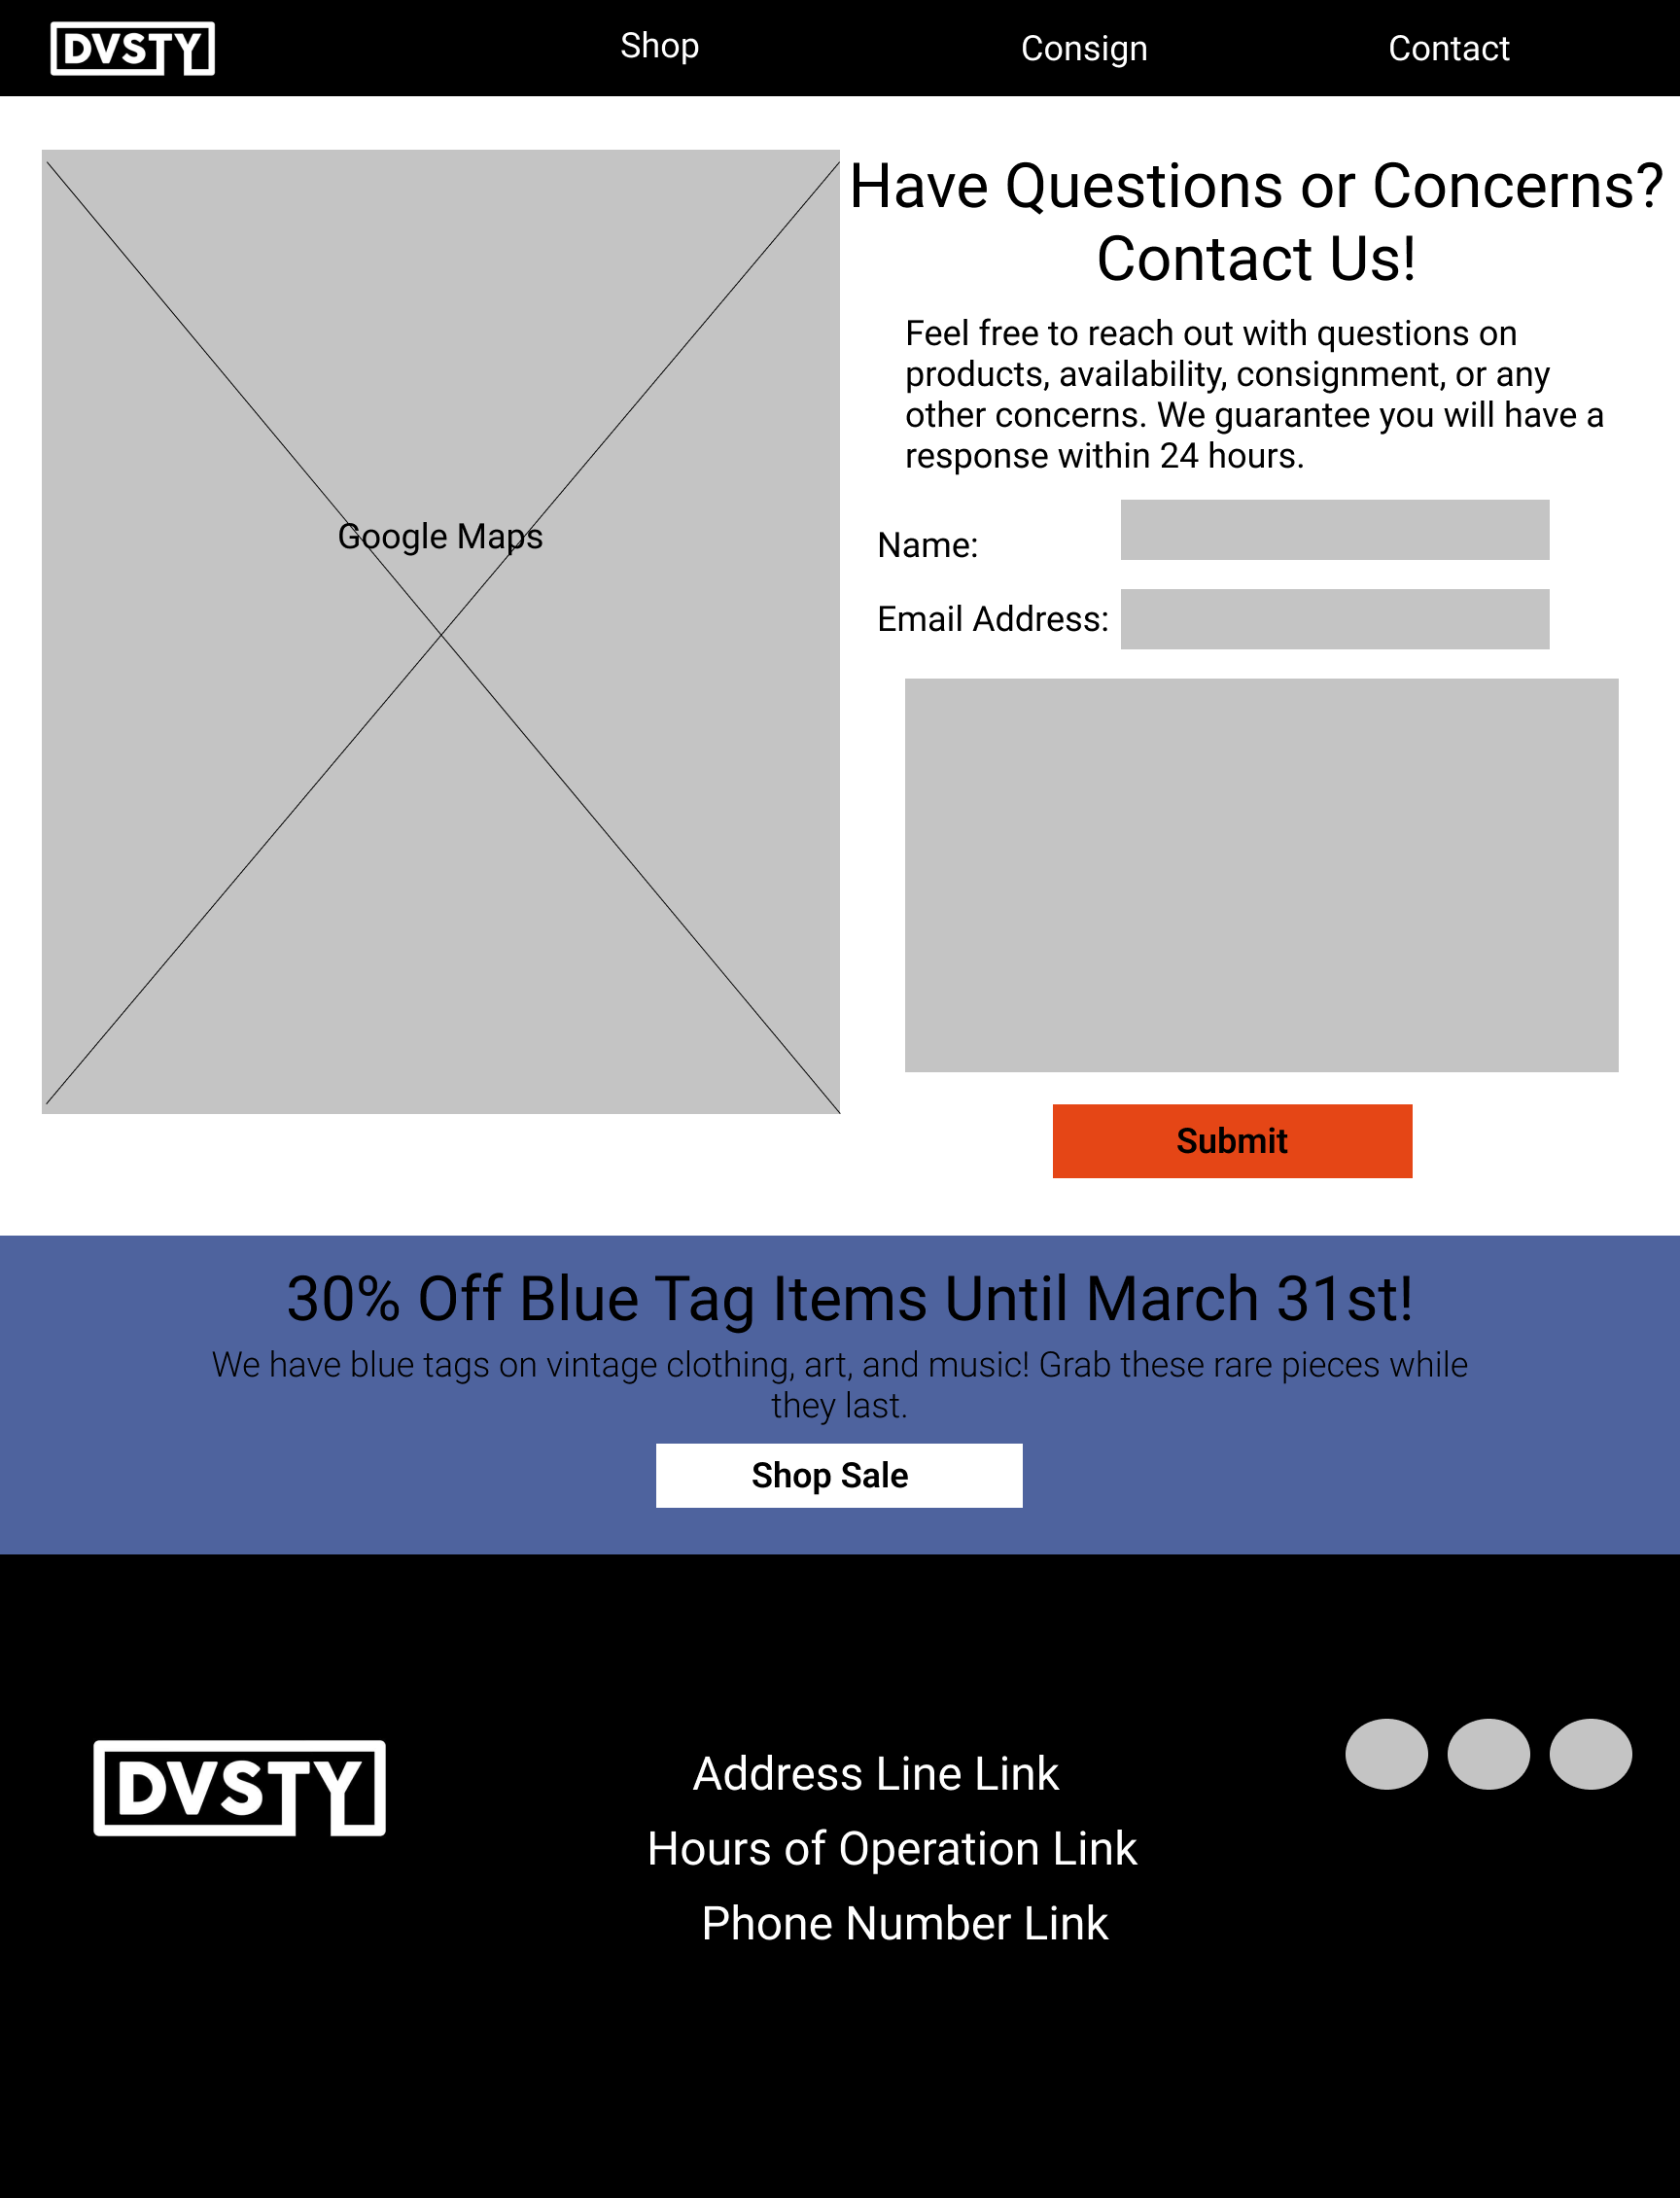 DVSTY
Shop
Consign
Contact
Google Maps
Have Questions or Concerns?
Contact Us!
Feel free to reach out with questions on
products, availability, consignment, or any
other concerns. We guarantee you will have a
response within 24 hours.
Name:
Email Address:
Submit
30% Off Blue Tag Items Until March 31st!
We have blue tags on vintage clothing, art, and music! Grab these rare pieces while
they last.
Shop Sale
DVSTY
Address Line Link
Hours of Operation Link
Phone Number Link